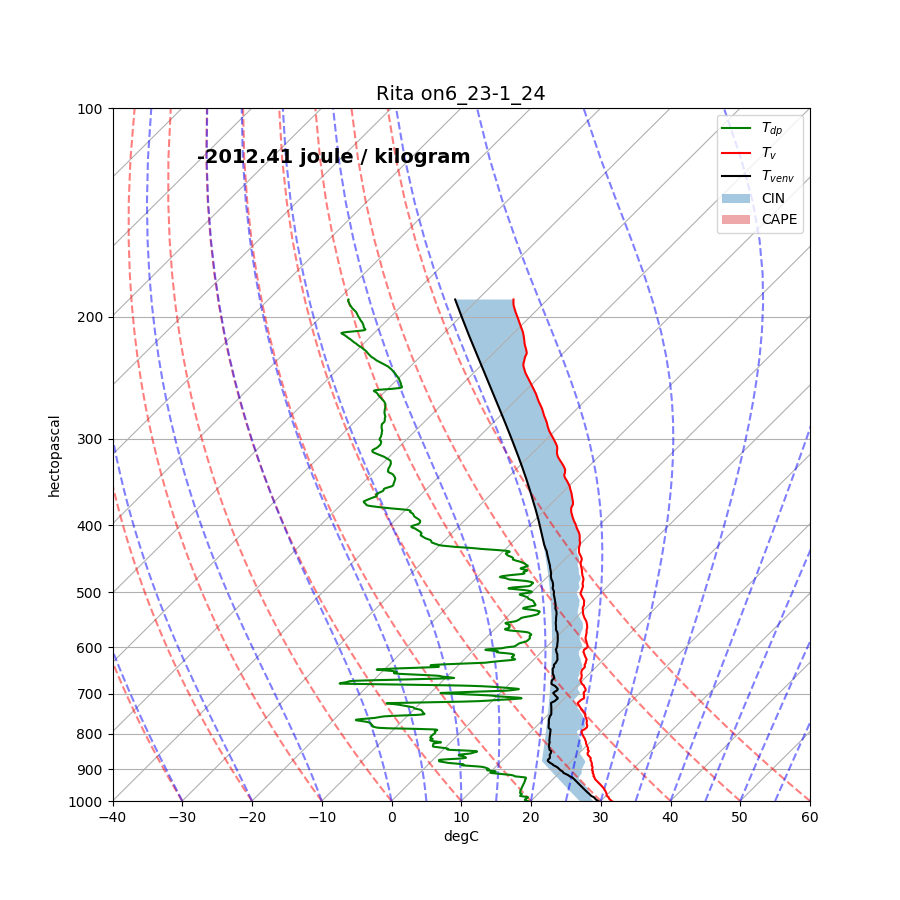 Rita on6_23-1_24
100
-2012.41 joule / kilogram
T_dp
T_v
T_venv
CIN
CAPE
200
300
hectopascal
400
500
600
700
800
900
1000
−40 −30 −20 −10 0 10 20 30 40 50 60
degC